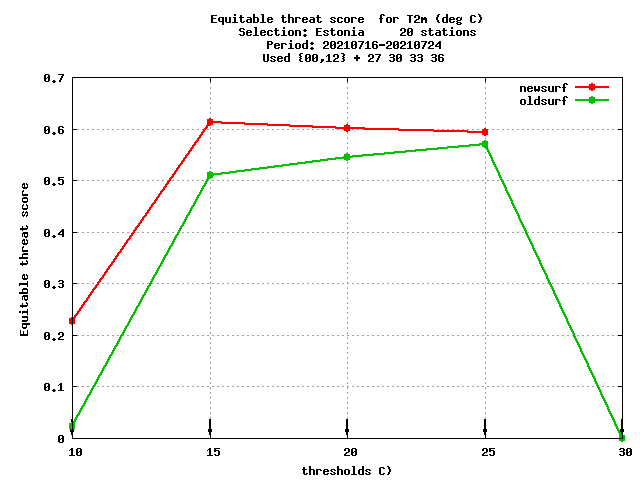 Equitable threat score  for T2m (deg C)
Selection: Estonia     20 stations
Period: 20210716-20210724
Used {00,12} + 27 30 33 36
newsurf
oldsurf
Equitable threat score
0.7
0.6
0.5
0.4
0.3
0.2
0.1
0
10 15 20 25 30
thresholds C)